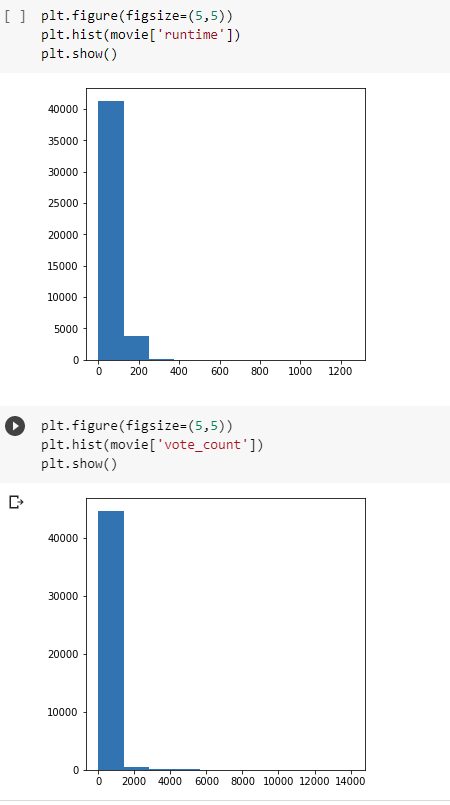 [ ] plt.figure(figsize=(5,5))
plt.hist(movie['runtime'])
plt.show()
40000
35000
30000
25000
20000
15000
10000
5000
0
0 200 400 600 800 1000 1200
plt.figure(figsize=(5,5))
plt.hist(movie['vote_count'])
plt.show()
40000
30000
20000
10000
0
0 2000 4000 6000 8000 10000 12000 14000